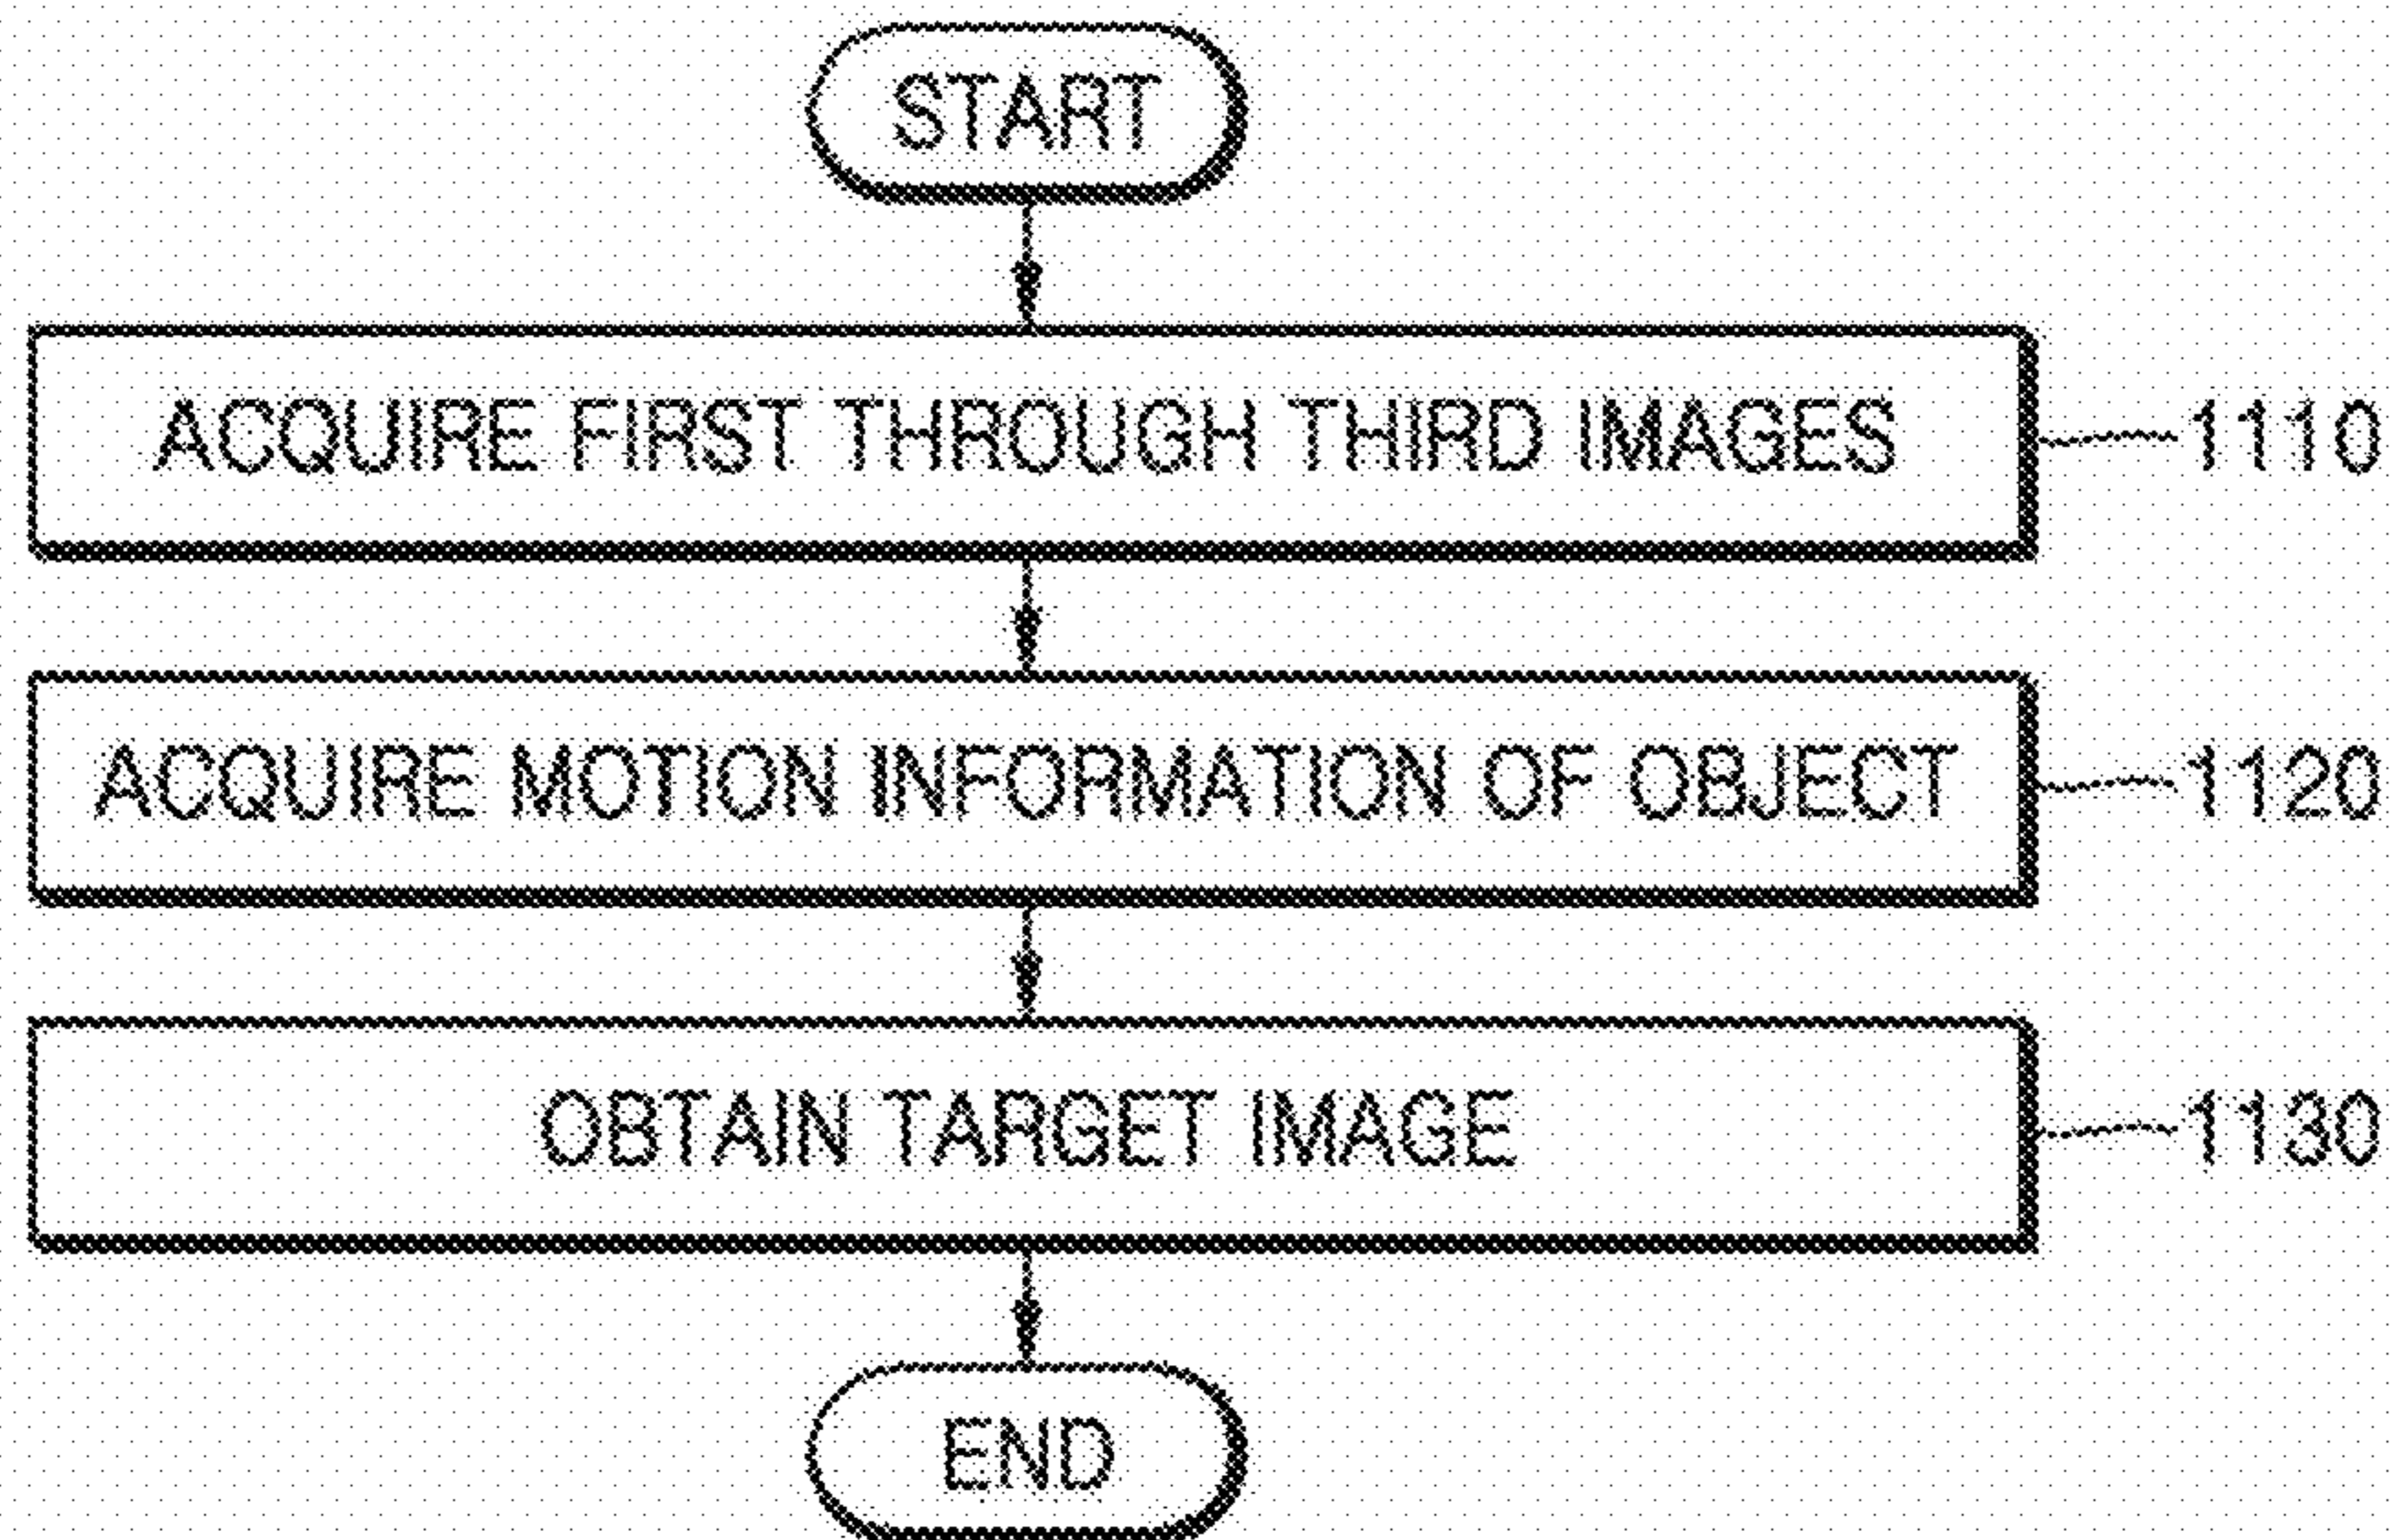 START
ACQUIRE FIRST THROUGH THIRD IMAGES
1110
ACQUIRE MOTION INFORMATION OF OBJECT
1120
OBTAIN TARGET IMAGE
1130
END